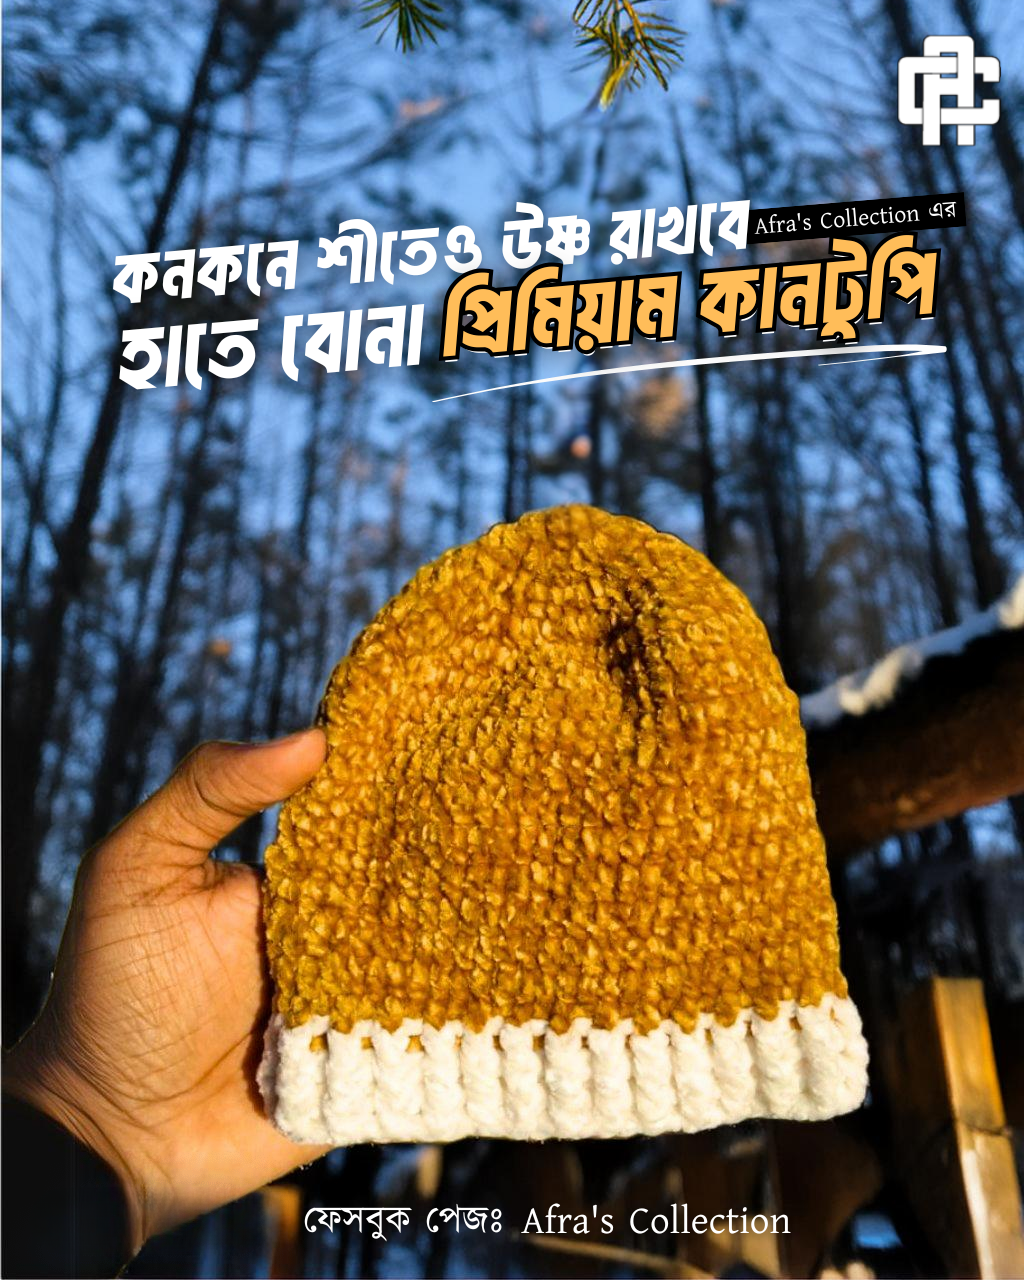 কনকনে শীতেও উষ্ণ রাখবে Afra's Collection এর
হাতে বোনা প্রিমিয়াম কানটুপি
ফেসবুক পেজঃ Afra's Collection